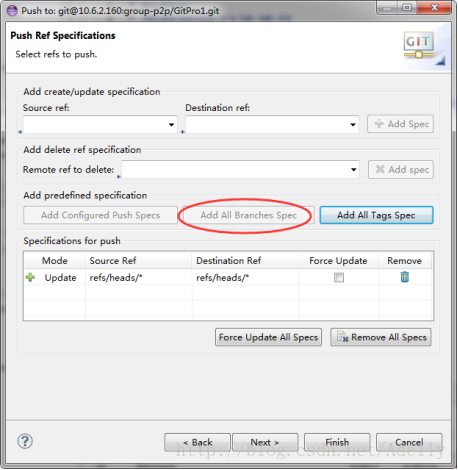 Push to: git@10.6.2.160:group-p2p/GitPro1.git
Push Ref Specifications
Select refs to push.
GIT
Add create/update specification
Source ref: Destination ref:
* * Add Spec
Add delete ref specification
Remote ref to delete: * Add spec
Add predefined specification
Add Configured Push Specs Add All Branches Spec Add All Tags Spec
Specifications for push
Mode Source Ref Destination Ref Force Update Remove
Update refs/heads/* refs/heads/*
Force Update All Specs Remove All Specs
? < Back Next > Finish Cancel
http://blog.csdn.net/Adelly